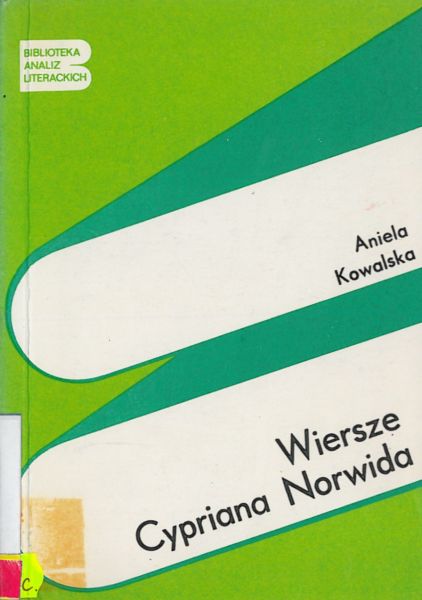 BIBLIOTEKA
ANALIZ
LITERACKICH
Aniela
Kowalska
Wiersze
Cypriana Norwida
c.